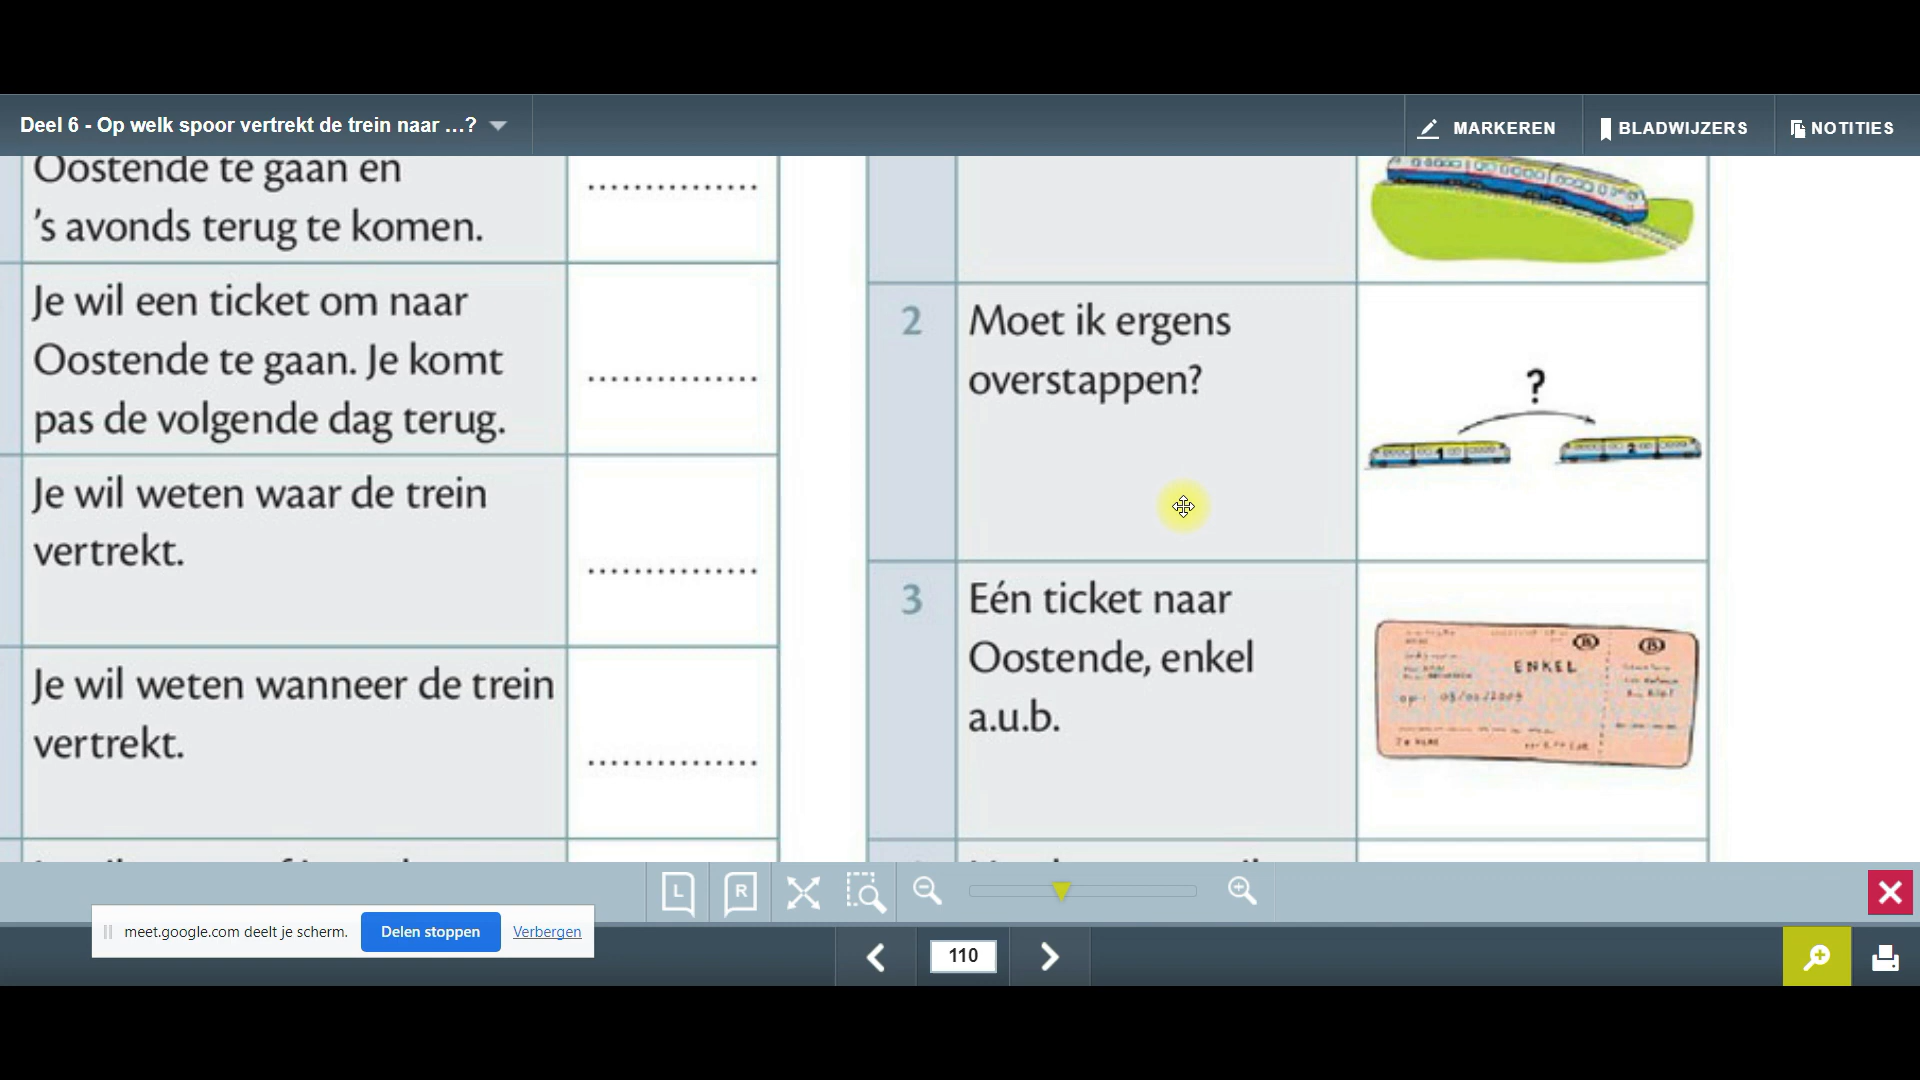 Deel 6 - Op welk spoor vertrekt de trein naar ...?
MARKEREN
BLADWIJZERS
NOTITIES
Oostende te gaan en
’s avonds terug te komen.
...............
Je wil een ticket om naar
Oostende te gaan. Je komt
pas de volgende dag terug.
...............
Je wil weten waar de trein
vertrekt.
...............
Je wil weten wanneer de trein
vertrekt.
...............
2
Moet ik ergens
overstappen?
?
1
2
3
Eén ticket naar
Oostende, enkel
a.u.b.
B
B
ENKEL
op:
L
R
meet.google.com deelt je scherm.
Delen stoppen
Verbergen
110